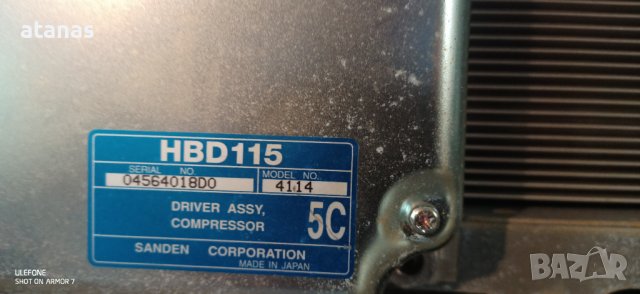 atanas
HBD115
SERIAL NO.
04564018D0
MODEL NO.
4114
DRIVER ASSY, COMPRESSOR
5C
SANDEN CORPORATION
MADE IN JAPAN
ULEFONE
SHOT ON ARMOR 7
BAZAR